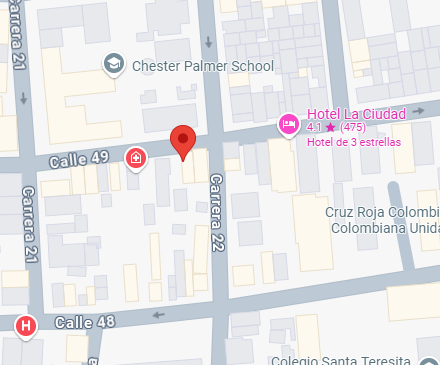 Carrera 21
Chester Palmer School
Hotel La Ciudad
4.1 ★ (475)
Hotel de 3 estrellas
Calle 49
Carrera 21
Carrera 22
Cruz Roja Colombi
Colombiana Unida
H
Calle 48
Colegio Santa Teresita